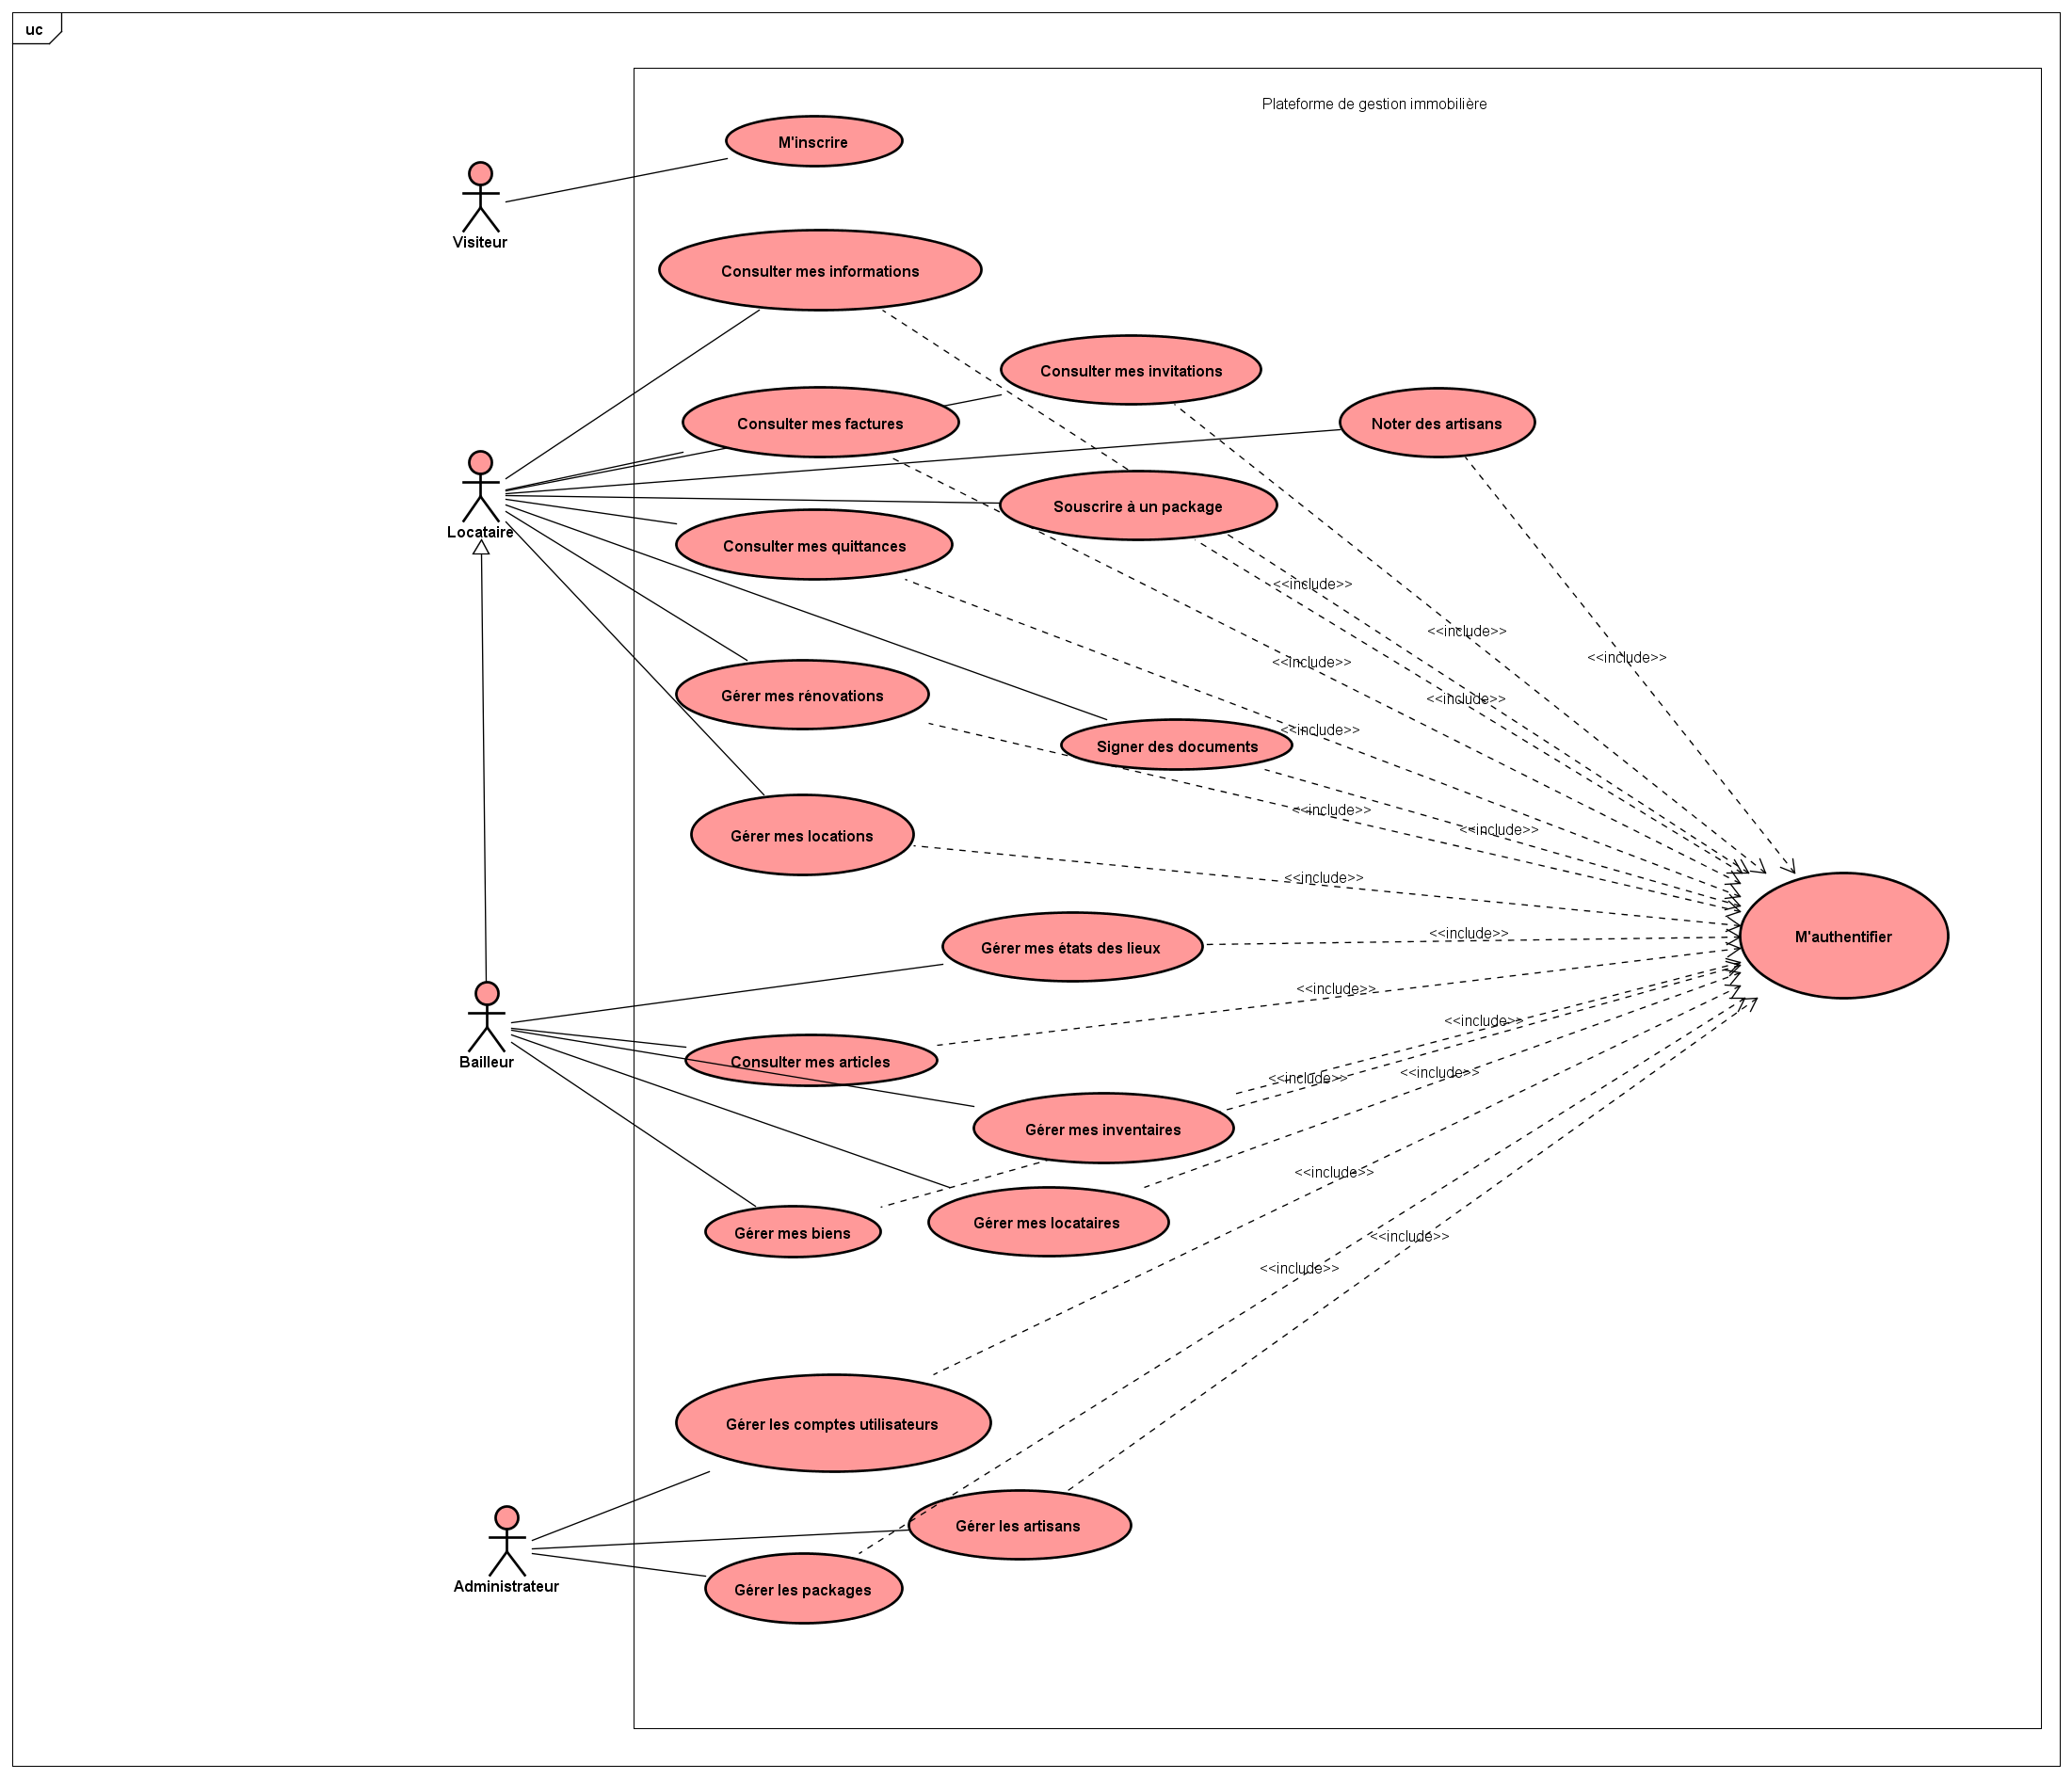 uc
Plateforme de gestion immobilière
M'inscrire
Visiteur
Consulter mes informations
Consulter mes invitations
Consulter mes factures
Noter des artisans
Souscrire à un package
Locataire
Consulter mes quittances
<<include>>
<<include>>
<<include>>
<<include>>
Gérer mes rénovations
<<include>>
<<include>>
Signer des documents
<<include>>
<<include>>
Gérer mes locations
<<include>>
<<include>>
M'authentifier
Gérer mes états des lieux
<<include>>
<<include>>
Bailleur
Consulter mes articles
<<include>>
<<include>>
Gérer mes inventaires
<<include>>
Gérer mes locataires
Gérer mes biens
<<include>>
<<include>>
Gérer les comptes utilisateurs
Gérer les artisans
Administrateur
Gérer les packages